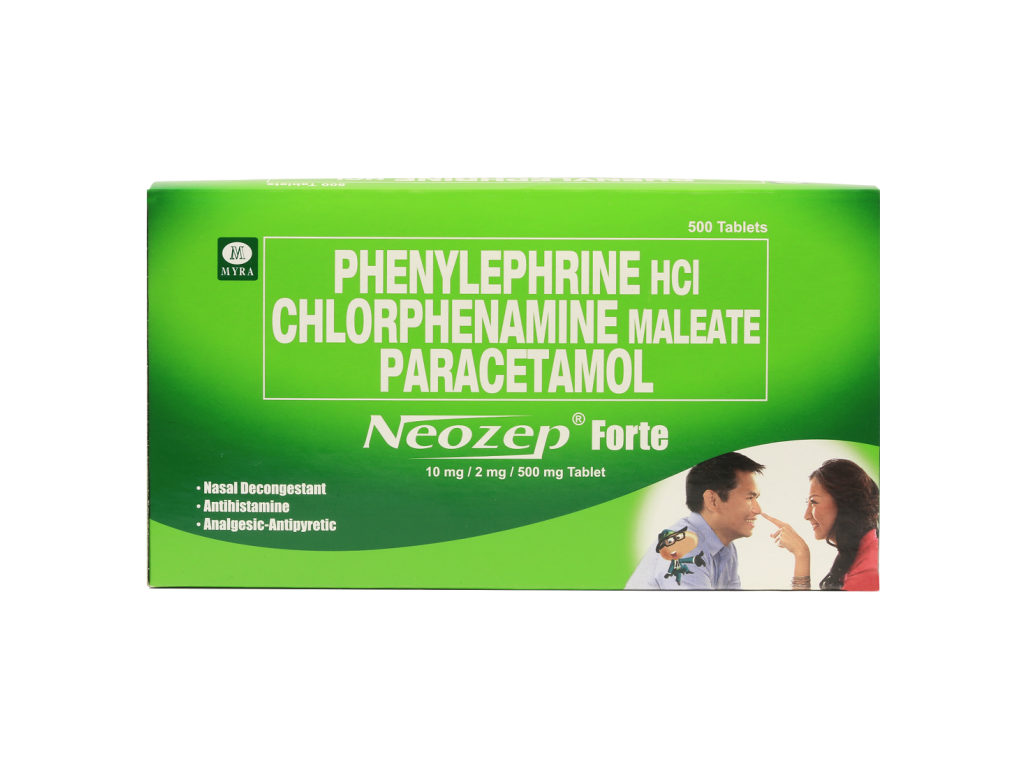 500 Tablets
M
MYRA
PHENYLEPHRINE HCl
CHLORPHENAMINE MALEATE
PARACETAMOL
Neozep® Forte
10 mg / 2 mg / 500 mg Tablet
• Nasal Decongestant
• Antihistamine
• Analgesic-Antipyretic